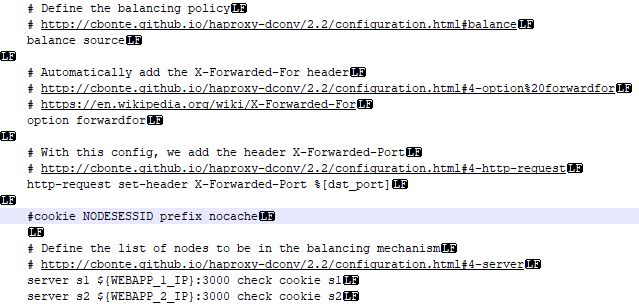 # Define the balancing policyLF
# http://cbonte.github.io/haproxy-dconv/2.2/configuration.html#balanceLF
balance sourceLF
LF
# Automatically add the X-Forwarded-For headerLF
# http://cbonte.github.io/haproxy-dconv/2.2/configuration.html#4-option%20forwardforLF
# https://en.wikipedia.org/wiki/X-Forwarded-ForLF
option forwardforLF
LF
# With this config, we add the header X-Forwarded-PortLF
# http://cbonte.github.io/haproxy-dconv/2.2/configuration.html#4-http-requestLF
http-request set-header X-Forwarded-Port %[dst_port]LF
LF
#cookie NODESESSID prefix nocacheLF
LF
# Define the list of nodes to be in the balancing mechanismLF
# http://cbonte.github.io/haproxy-dconv/2.2/configuration.html#4-serverLF
server s1 ${WEBAPP_1_IP}:3000 check cookie s1LF
server s2 ${WEBAPP_2_IP}:3000 check cookie s2LF